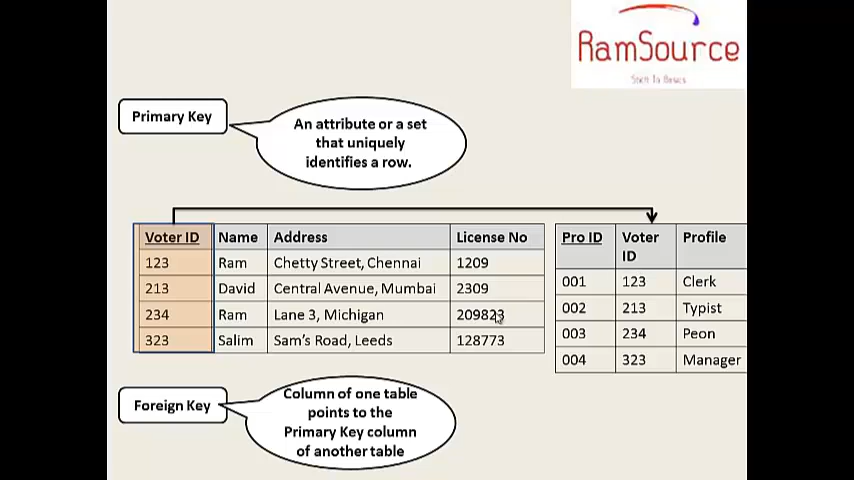 RamSource
Start To Basics
Primary Key
An attribute or a set
that uniquely
identifies a row.
Voter ID Name Address License No
123 Ram Chetty Street, Chennai 1209
213 David Central Avenue, Mumbai 2309
234 Ram Lane 3, Michigan 209823
323 Salim Sam's Road, Leeds 128773
Pro ID Voter ID Profile
001 123 Clerk
002 213 Typist
003 234 Peon
004 323 Manager
Foreign Key
Column of one table
points to the
Primary Key column
of another table